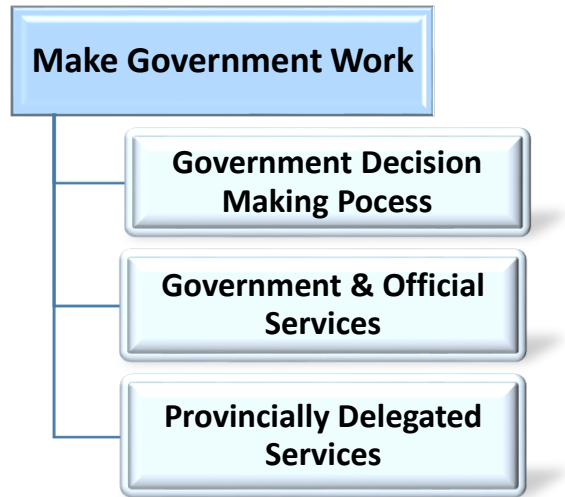 Make Government Work
Government Decision
Making Pocess
Government & Official
Services
Provincially Delegated
Services